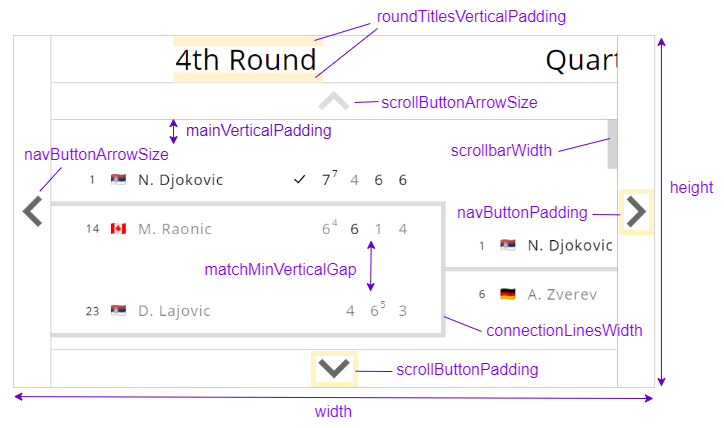 roundTitlesVerticalPadding
4th Round
Quart
scrollButtonArrowSize
mainVerticalPadding
navButtonArrowSize
scrollbarWidth
1 N. Djokovic 7 7 4 6 6
height
navButtonPadding
14 M. Raonic 6 4 6 1 4
1 N. Djokovic
matchMinVerticalGap
6 A. Zverev
23 D. Lajovic 4 6 5 3
connectionLinesWidth
scrollButtonPadding
width